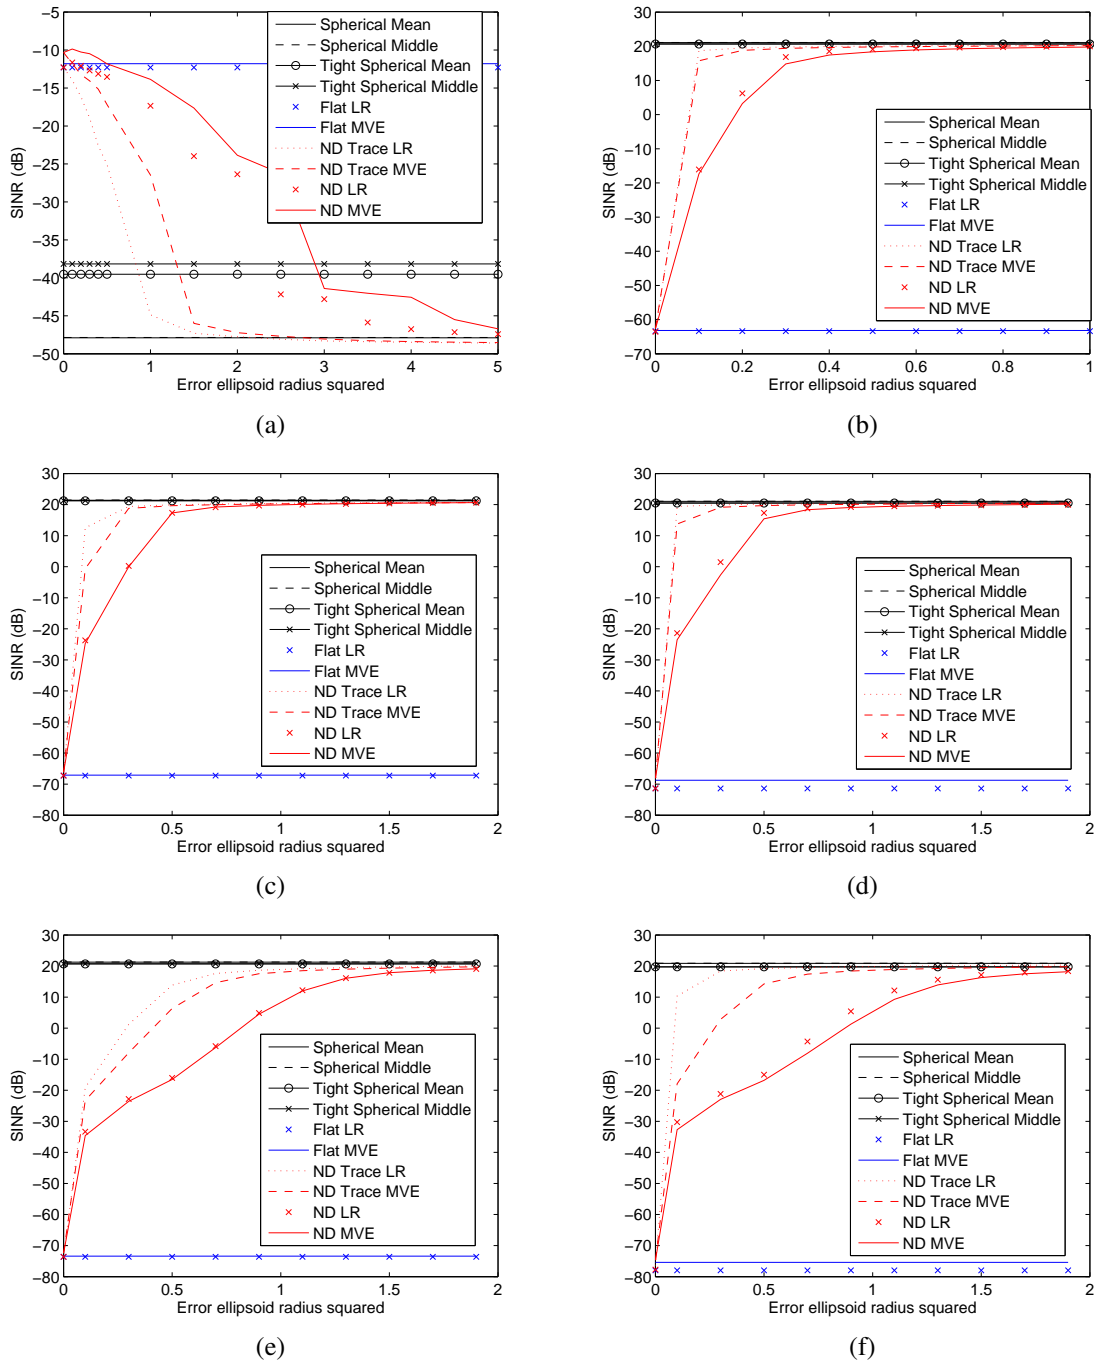 −5
−10
−15
−20
−25
−30
−35
−40
−45
−50
SINR (dB)
0 1 2 3 4 5
Error ellipsoid radius squared
Spherical Mean
Spherical Middle
Tight Spherical Mean
Tight Spherical Middle
Flat LR
Flat MVE
ND Trace LR
ND Trace MVE
ND LR
ND MVE
(a)
30
20
10
0
−10
−20
−30
−40
−50
−60
−70
SINR (dB)
0 0.2 0.4 0.6 0.8 1
Error ellipsoid radius squared
Spherical Mean
Spherical Middle
Tight Spherical Mean
Tight Spherical Middle
Flat LR
Flat MVE
ND Trace LR
ND Trace MVE
ND LR
ND MVE
(b)
30
20
10
0
−10
−20
−30
−40
−50
−60
−70
−80
SINR (dB)
0 0.5 1 1.5 2
Error ellipsoid radius squared
Spherical Mean
Spherical Middle
Tight Spherical Mean
Tight Spherical Middle
Flat LR
Flat MVE
ND Trace LR
ND Trace MVE
ND LR
ND MVE
(c)
30
20
10
0
−10
−20
−30
−40
−50
−60
−70
−80
SINR (dB)
0 0.5 1 1.5 2
Error ellipsoid radius squared
Spherical Mean
Spherical Middle
Tight Spherical Mean
Tight Spherical Middle
Flat LR
Flat MVE
ND Trace LR
ND Trace MVE
ND LR
ND MVE
(d)
30
20
10
0
−10
−20
−30
−40
−50
−60
−70
−80
SINR (dB)
0 0.5 1 1.5 2
Error ellipsoid radius squared
Spherical Mean
Spherical Middle
Tight Spherical Mean
Tight Spherical Middle
Flat LR
Flat MVE
ND Trace LR
ND Trace MVE
ND LR
ND MVE
(e)
30
20
10
0
−10
−20
−30
−40
−50
−60
−70
−80
SINR (dB)
0 0.5 1 1.5 2
Error ellipsoid radius squared
Spherical Mean
Spherical Middle
Tight Spherical Mean
Tight Spherical Middle
Flat LR
Flat MVE
ND Trace LR
ND Trace MVE
ND LR
ND MVE
(f)